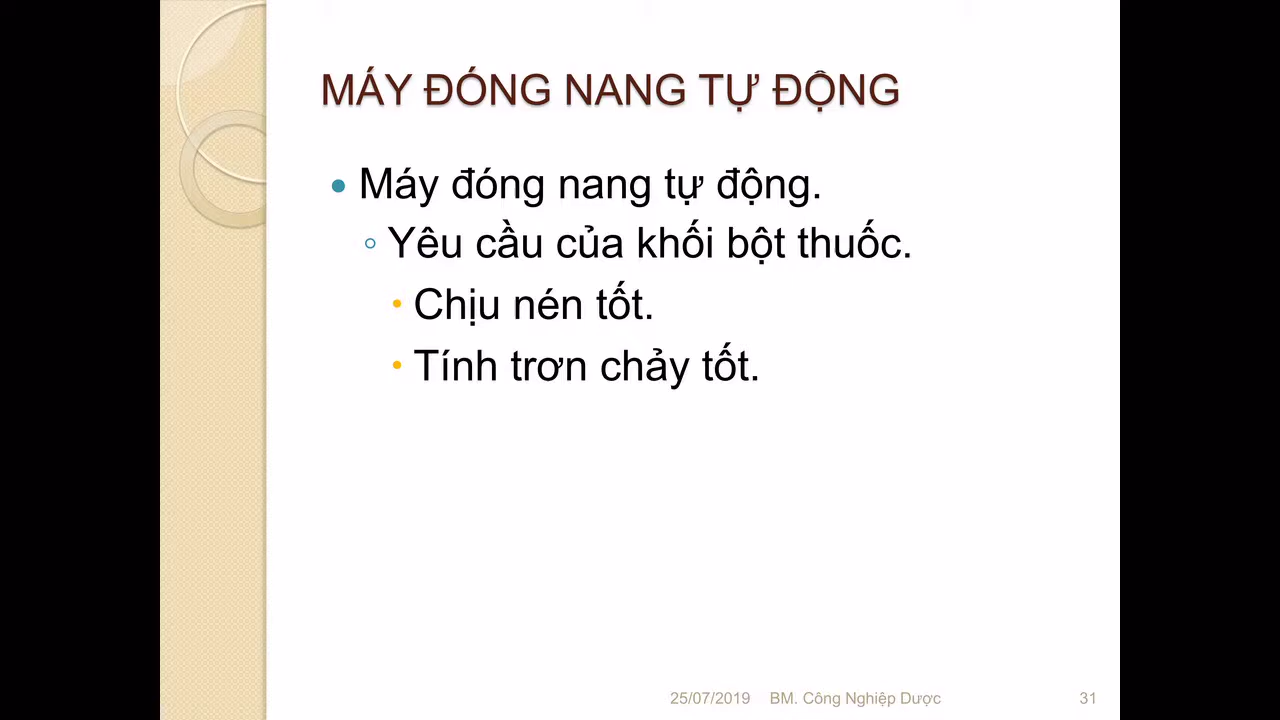 MÁY ĐÓNG NANG TỰ ĐỘNG
Máy đóng nang tự động.
Yêu cầu của khối bột thuốc.
Chịu nén tốt.
Tính trơn chảy tốt.
25/07/2019 BM. Công Nghiệp Dược 31